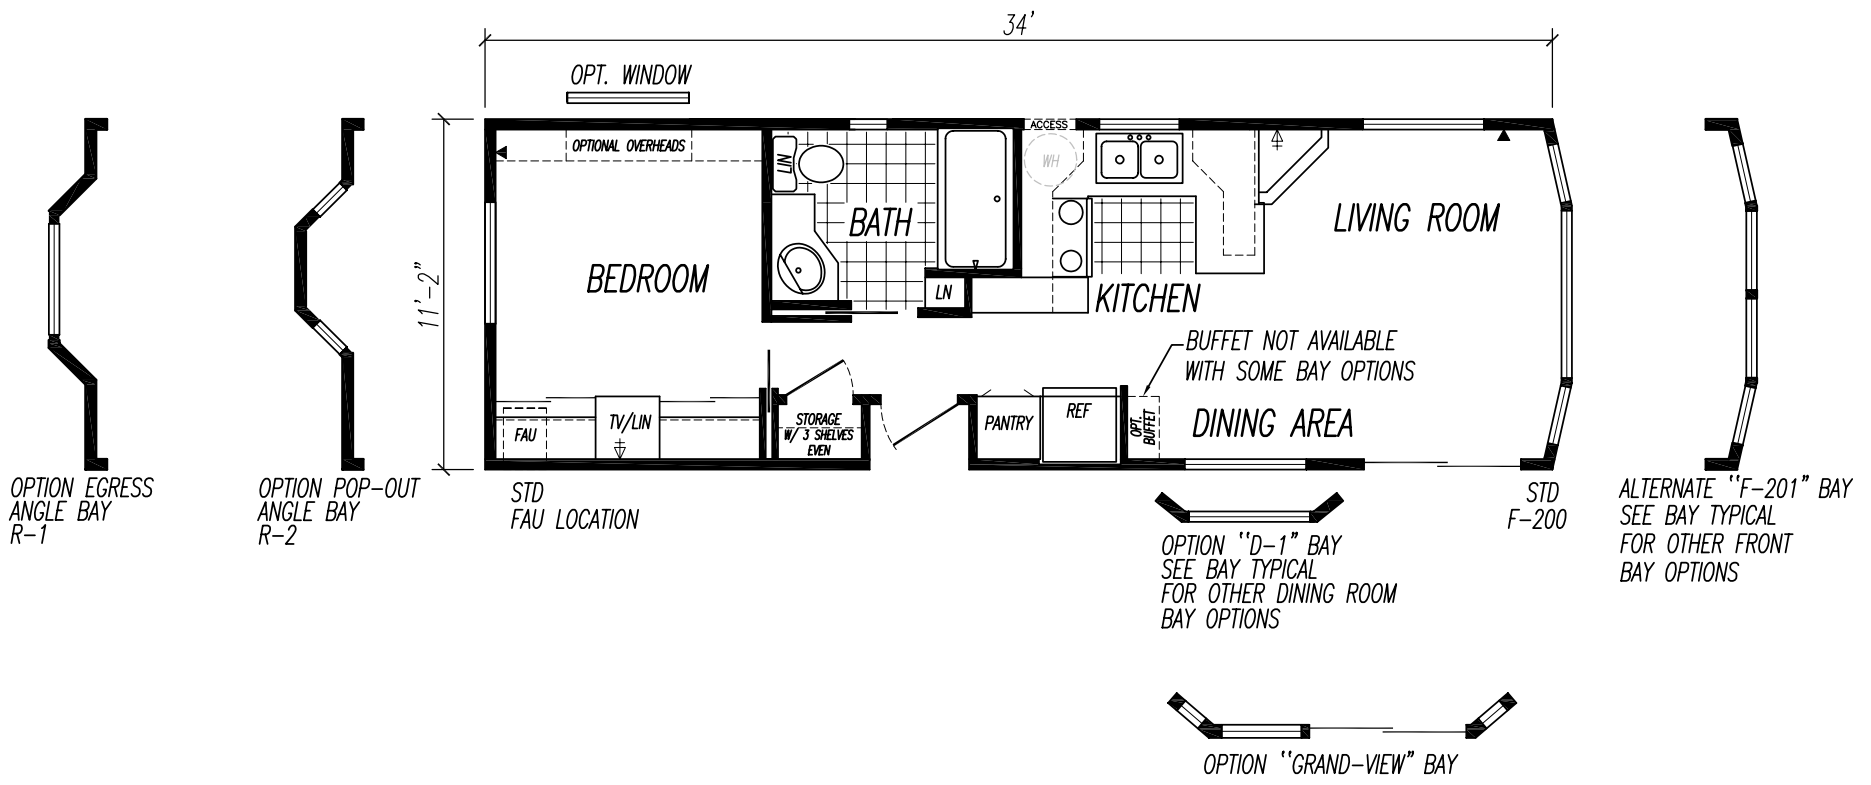 34'
OPT. WINDOW
ACCESS
OPTIONAL OVERHEADS
LIN
WH
BATH
LIVING ROOM
11'-2"
BEDROOM
LN
KITCHEN
BUFFET NOT AVAILABLE
WITH SOME BAY OPTIONS
FAU
TV/LIN
STORAGE
W/ 3 SHELVES
EVEN
PANTRY
REF
OPT.
BUFFET
DINING AREA
OPTION EGRESS
ANGLE BAY
R-1
OPTION POP-OUT
ANGLE BAY
R-2
STD
FAU LOCATION
STD
F-200
ALTERNATE "F-201" BAY
SEE BAY TYPICAL
FOR OTHER FRONT
BAY OPTIONS
OPTION "D-1" BAY
SEE BAY TYPICAL
FOR OTHER DINING ROOM
BAY OPTIONS
OPTION "GRAND-VIEW" BAY